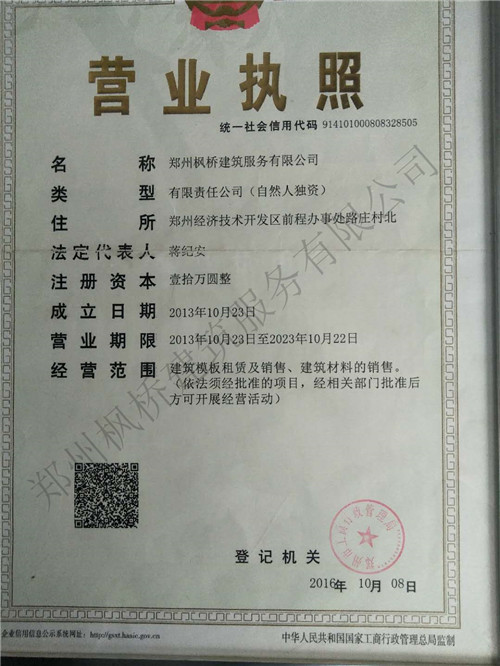 营业执照
统一社会信用代码 914101000808328505
名称 郑州枫桥建筑服务有限公司
类型 有限责任公司（自然人独资）
住所 郑州经济技术开发区前程办事处路庄村北
法定代表人 蒋纪安
注册资本 壹拾万圆整
成立日期 2013年10月23日
营业期限 2013年10月23日至2023年10月22日
经营范围 建筑模板租赁及销售、建筑材料的销售。
（依法须经批准的项目，经相关部门批准后
方可开展经营活动）
郑州枫桥建筑服务有限公司
郑州市工商行政管理局
登记机关
2016年 10月 08日
企业信用信息公示系统网址：http://gsxt.haaic.gov.cn
中华人民共和国国家工商行政管理总局监制